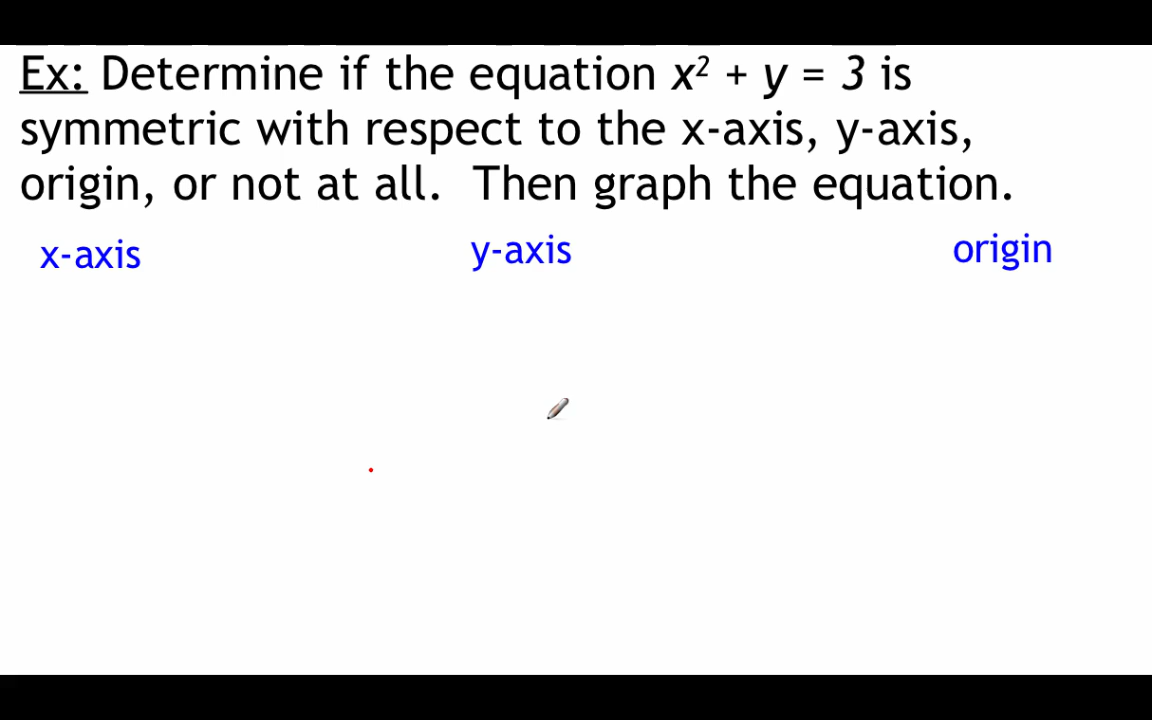 Ex: Determine if the equation x² + y = 3 is
symmetric with respect to the x-axis, y-axis,
origin, or not at all.  Then graph the equation.
x-axis y-axis origin